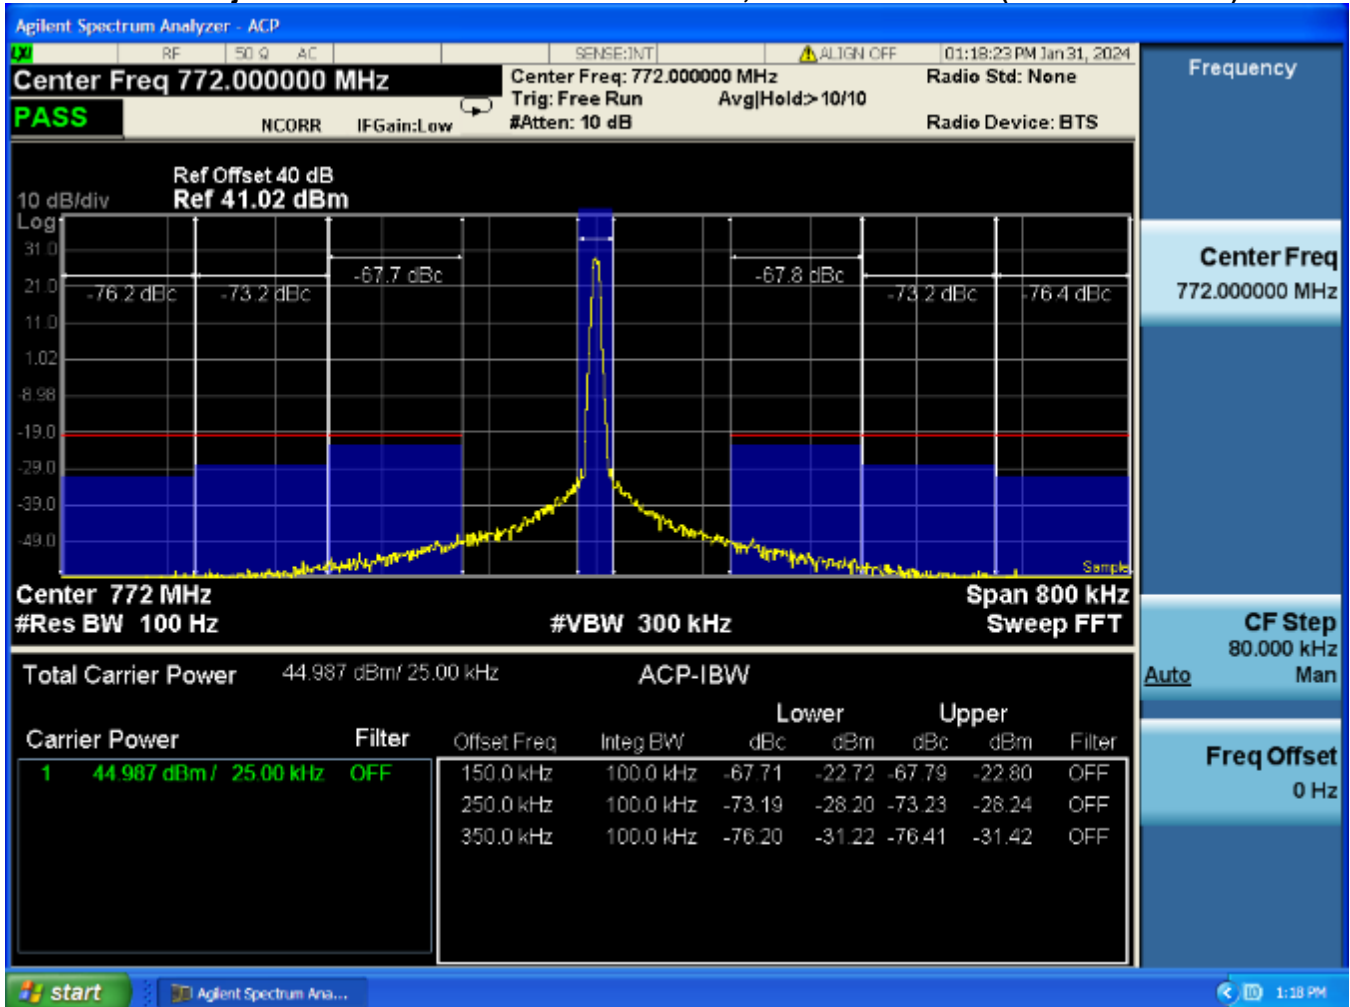 Agilent Spectrum Analyzer - ACP
LXI RF 50 Ω AC SENSE:INT ALIGN OFF 01:18:23 PM Jan 31, 2024
Center Freq 772.000000 MHz
Center Freq: 772.000000 MHz Radio Std: None
Trig: Free Run Avg|Hold:>10/10
PASS NCORR IFGain:Low #Atten: 10 dB Radio Device: BTS
Ref Offset 40 dB
10 dB/div Ref 41.02 dBm
Log
31.0
21.0
11.0
1.02
-8.98
-19.0
-29.0
-39.0
-49.0
-76.2 dBc -73.2 dBc -67.7 dBc -67.8 dBc -73.2 dBc -76.4 dBc
Sample
Center 772 MHz Span 800 kHz
#Res BW 100 Hz #VBW 300 kHz Sweep FFT
Total Carrier Power 44.987 dBm/ 25.00 kHz ACP-IBW
Lower Upper
Carrier Power Filter Offset Freq Integ BW dBc dBm dBc dBm Filter
1 44.987 dBm / 25.00 kHz OFF 150.0 kHz 100.0 kHz -67.71 -22.72 -67.79 -22.80 OFF
250.0 kHz 100.0 kHz -73.19 -28.20 -73.23 -28.24 OFF
350.0 kHz 100.0 kHz -76.20 -31.22 -76.41 -31.42 OFF
Frequency
Center Freq
772.000000 MHz
CF Step
80.000 kHz
Auto Man
Freq Offset
0 Hz
start Agilent Spectrum Ana... 1:18 PM